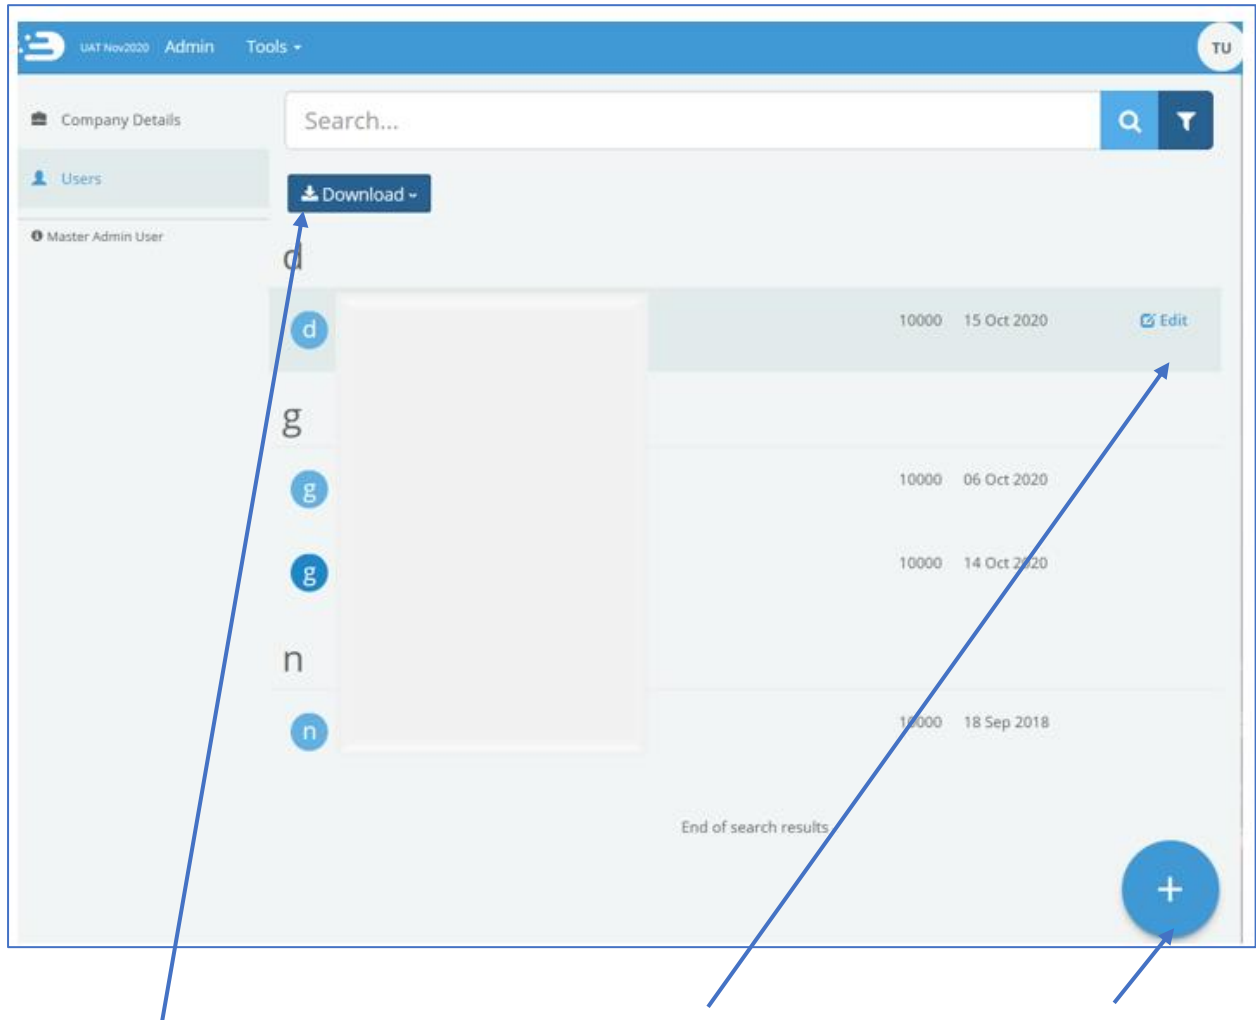 UAT Nov2020 Admin Tools
TU
Company Details
Search...
Users
Download
Master Admin User
d
d 10000 15 Oct 2020 Edit
g
g 10000 06 Oct 2020
g 10000 14 Oct 2020
n
n 10000 18 Sep 2018
End of search results
+